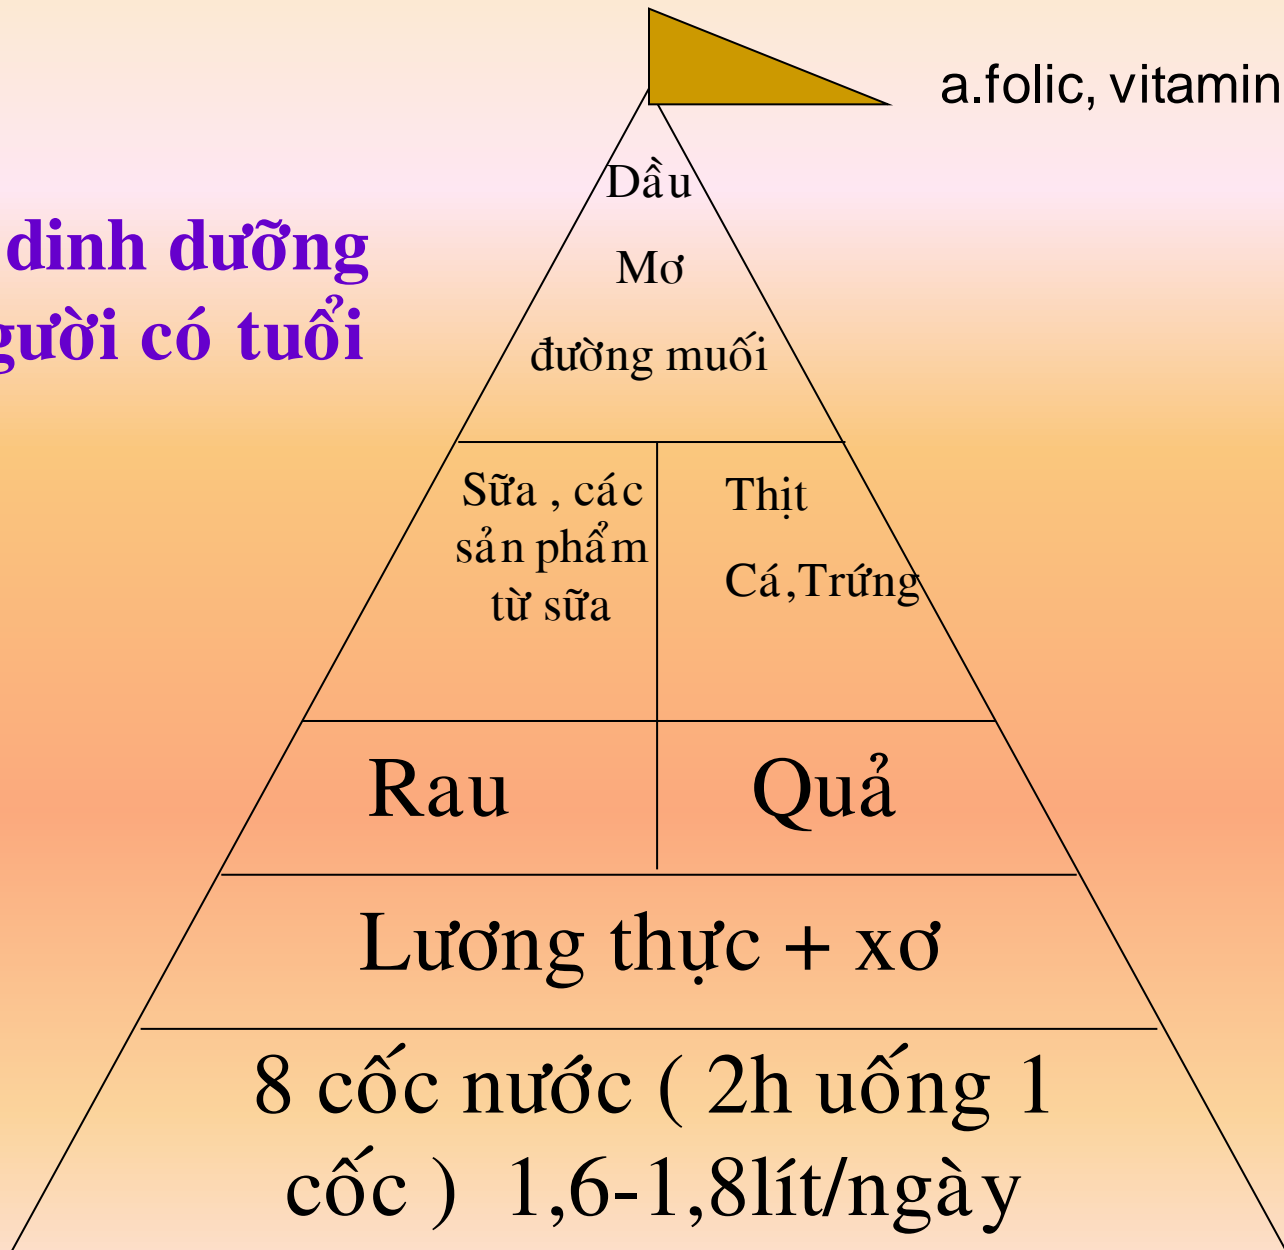 a.folic, vitamin
dinh dưỡng
gười có tuổi
Dầu
Mơ
đường muối
Sữa , các
sản phẩm
từ sữa
Thịt
Cá,Trứng
Rau
Quả
Lương thực + xơ
8 cốc nước ( 2h uống 1
cốc ) 1,6-1,8lít/ngày